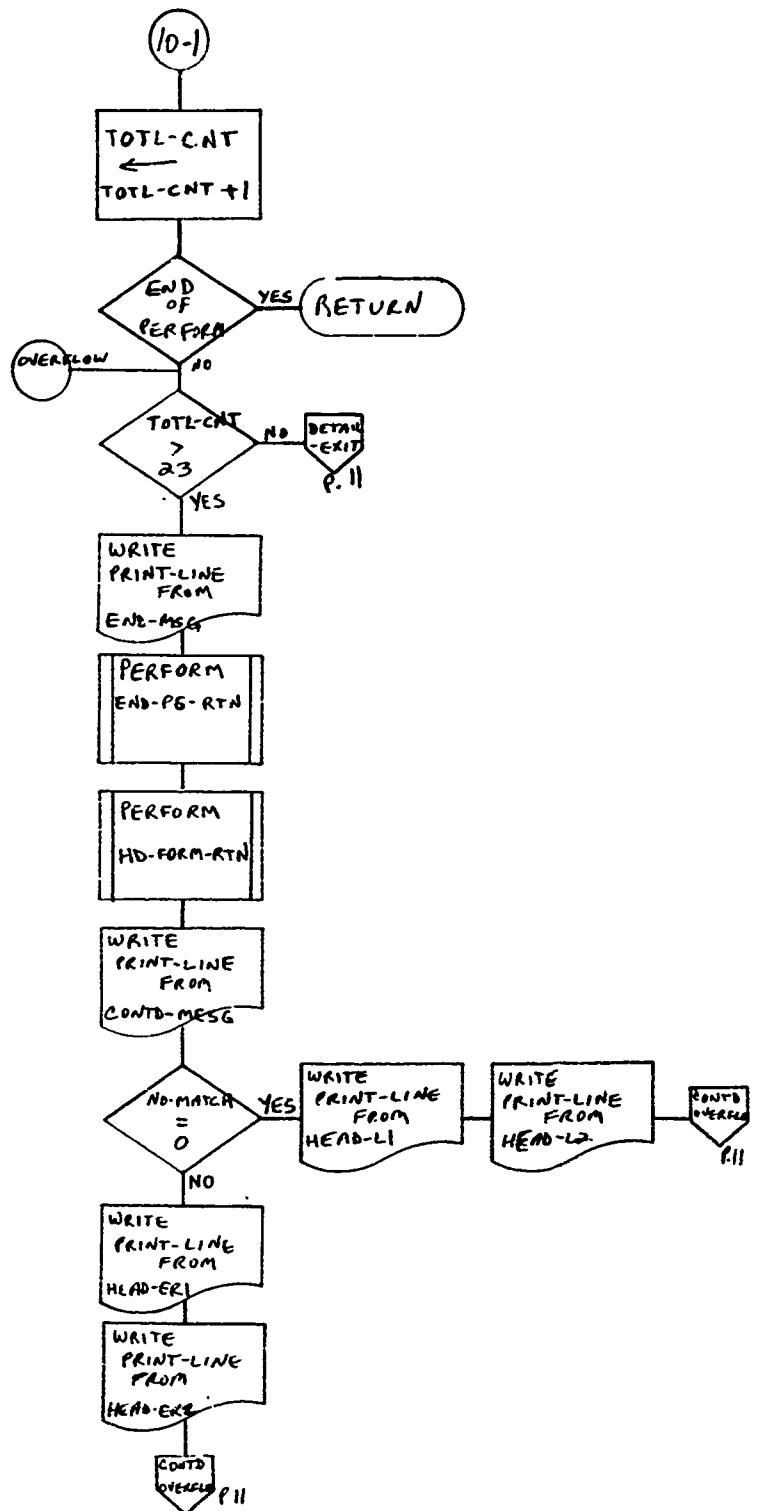 10-1
TOTL-CNT
←
TOTL-CNT +1
END
OF
PERFORM
YES
RETURN
OVERFLOW
NO
TOTL-CNT
>
23
NO
DETAIL
-EXIT
P. 11
YES
WRITE
PRINT-LINE
FROM
END-MSG
PERFORM
END-PG-RTN
PERFORM
HD-FORM-RTN
WRITE
PRINT-LINE
FROM
CONTD-MESG
NO-MATCH
=
0
YES
WRITE
PRINT-LINE
FROM
HEAD-L1
WRITE
PRINT-LINE
FROM
HEAD-L2
CONTD
OVERFLO
P.11
NO
WRITE
PRINT-LINE
FROM
HEAD-ER1
WRITE
PRINT-LINE
FROM
HEAD-ER2
CONTD
OVERFLO
P11